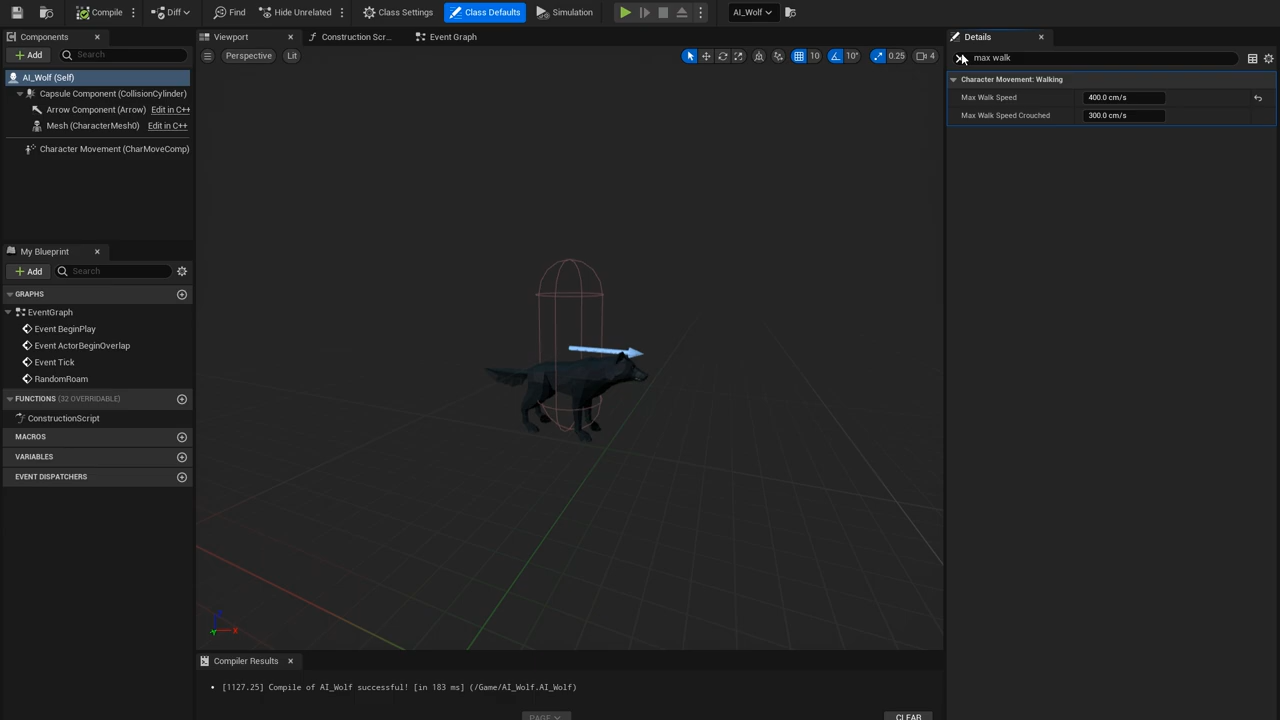 Compile
Diff
Find
Hide Unrelated
Class Settings
Class Defaults
Simulation
AI_Wolf
Components
Add
Search
AI_Wolf (Self)
Capsule Component (CollisionCylinder)
Arrow Component (Arrow) Edit in C++
Mesh (CharacterMesh0) Edit in C++
Character Movement (CharMoveComp)
My Blueprint
Add
Search
GRAPHS
EventGraph
Event BeginPlay
Event ActorBeginOverlap
Event Tick
RandomRoam
FUNCTIONS (32 OVERRIDABLE)
ConstructionScript
MACROS
VARIABLES
EVENT DISPATCHERS
Viewport
Construction Scr...
Event Graph
Perspective
Lit
10
10°
0.25
4
X
Compiler Results
[1127.25] Compile of AI_Wolf successful! [in 183 ms] (/Game/AI_Wolf.AI_Wolf)
PAGE
CLEAR
Details
max walk
Character Movement: Walking
Max Walk Speed 400.0 cm/s
Max Walk Speed Crouched 300.0 cm/s